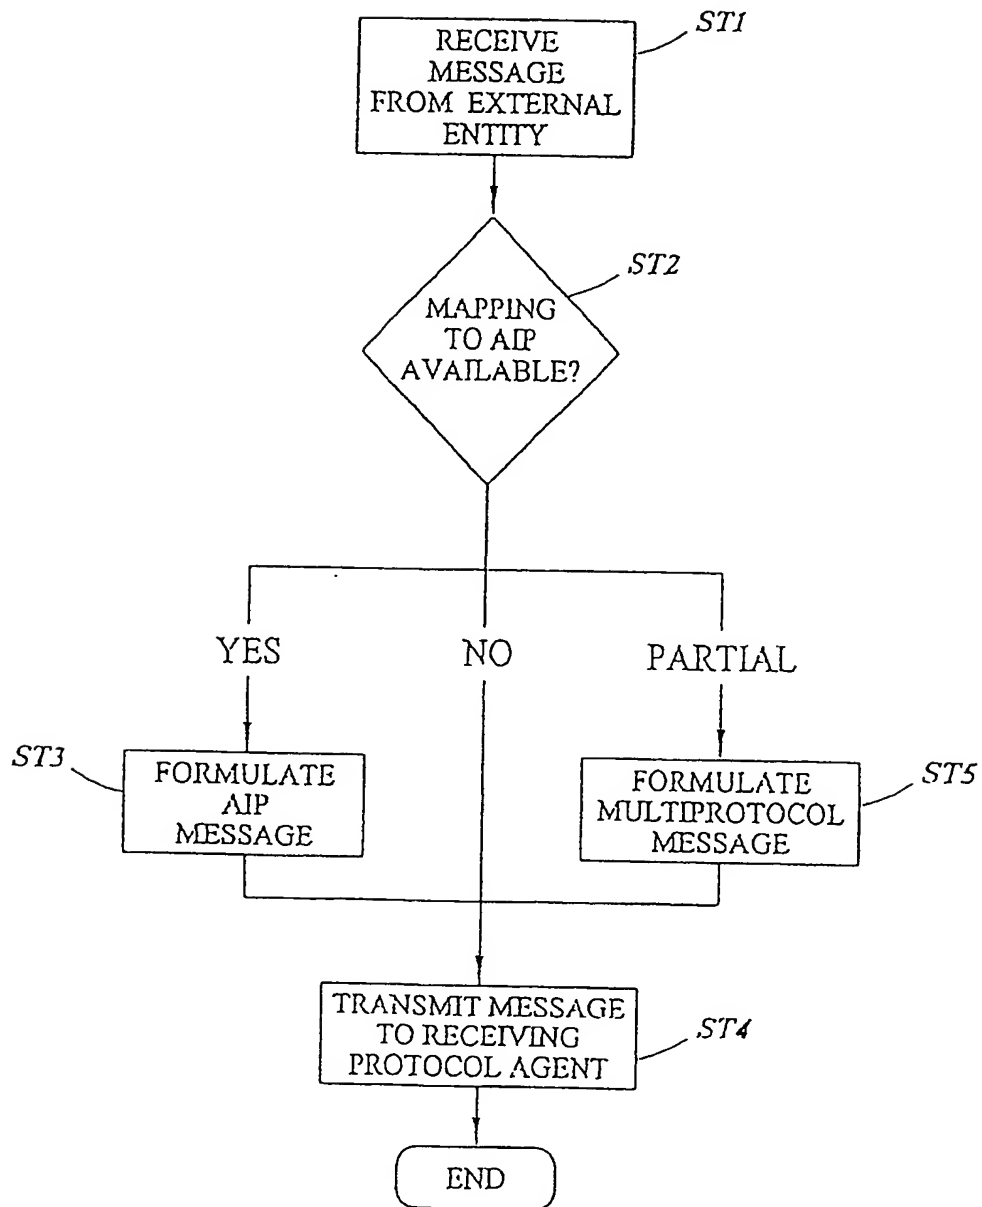 ST1
RECEIVE
MESSAGE
FROM EXTERNAL
ENTITY
ST2
MAPPING
TO AIP
AVAILABLE?
YES
NO
PARTIAL
ST3
FORMULATE
AIP
MESSAGE
FORMULATE
MULTIPROTOCOL
MESSAGE
ST5
TRANSMIT MESSAGE
TO RECEIVING
PROTOCOL AGENT
ST4
END